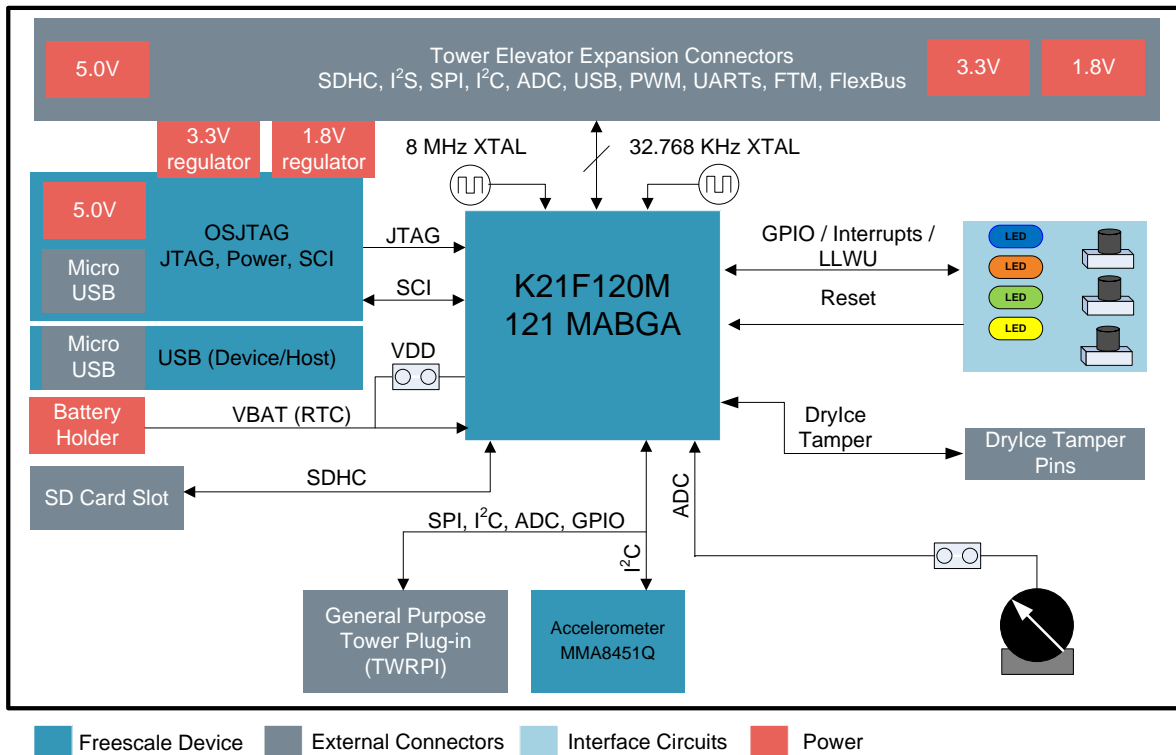 5.0V
Tower Elevator Expansion Connectors
SDHC, I²S, SPI, I²C, ADC, USB, PWM, UARTs, FTM, FlexBus
3.3V
1.8V
3.3V
regulator
1.8V
regulator
8 MHz XTAL
32.768 KHz XTAL
5.0V
OSJTAG
JTAG, Power, SCI
Micro
USB
JTAG
SCI
K21F120M
121 MABGA
GPIO / Interrupts /
LLWU
Reset
LED
LED
LED
LED
Micro
USB
USB (Device/Host)
VDD
Battery
Holder
VBAT (RTC)
DryIce
Tamper
DryIce Tamper
Pins
SD Card Slot
SDHC
ADC
SPI, I²C, ADC, GPIO
I²C
General Purpose
Tower Plug-in
(TWRPI)
Accelerometer
MMA8451Q
Freescale Device
External Connectors
Interface Circuits
Power